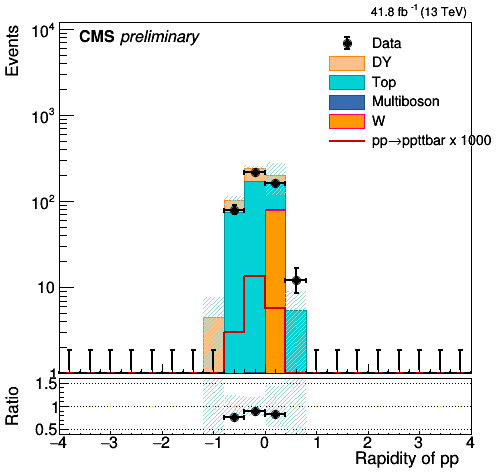 41.8 fb⁻¹ (13 TeV)
CMS preliminary
Events
10⁴
10³
10²
10
1
Data
DY
Top
Multiboson
W
pp→ppttbar x 1000
Ratio
1.5
1
0.5
−4 −3 −2 −1 0 1 2 3 4
Rapidity of pp